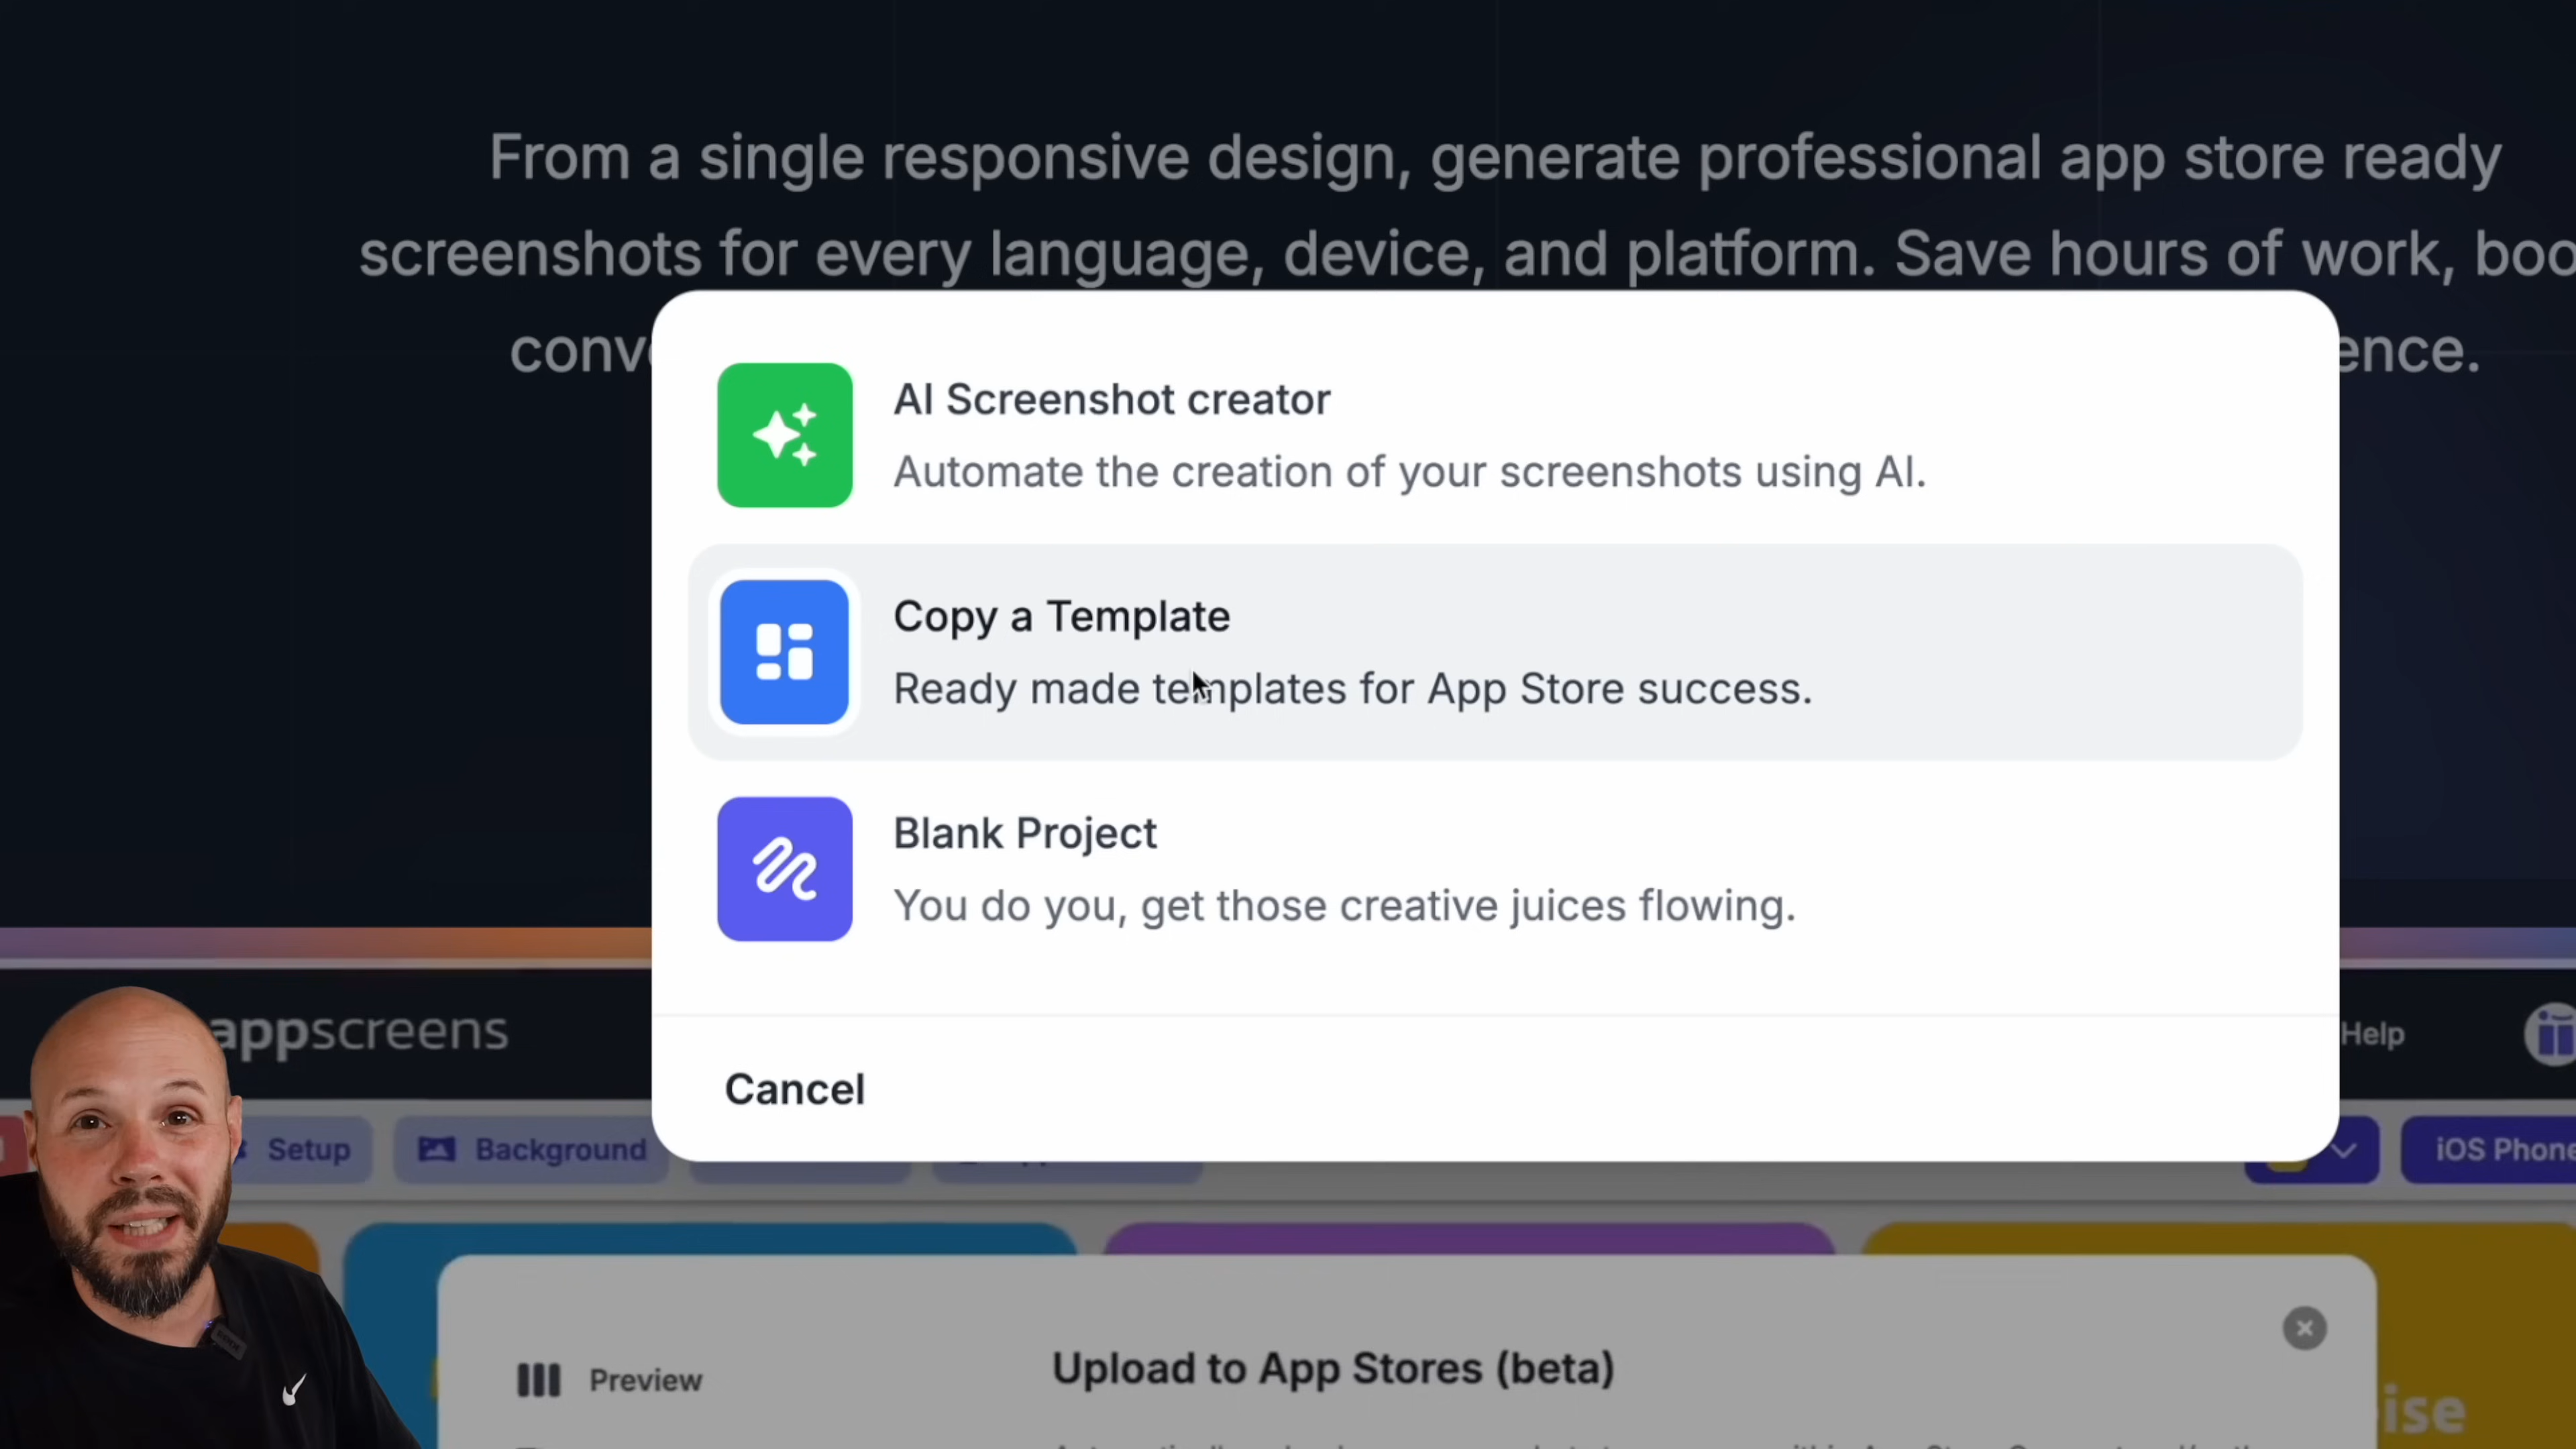 From a single responsive design, generate professional app store ready
screenshots for every language, device, and platform. Save hours of work, boo
conv ence.
AI Screenshot creator
Automate the creation of your screenshots using AI.
Copy a Template
Ready made templates for App Store success.
Blank Project
You do you, get those creative juices flowing.
Cancel
appscreens
Help
Setup
Background
iOS Phone
Preview
Upload to App Stores (beta)
ise